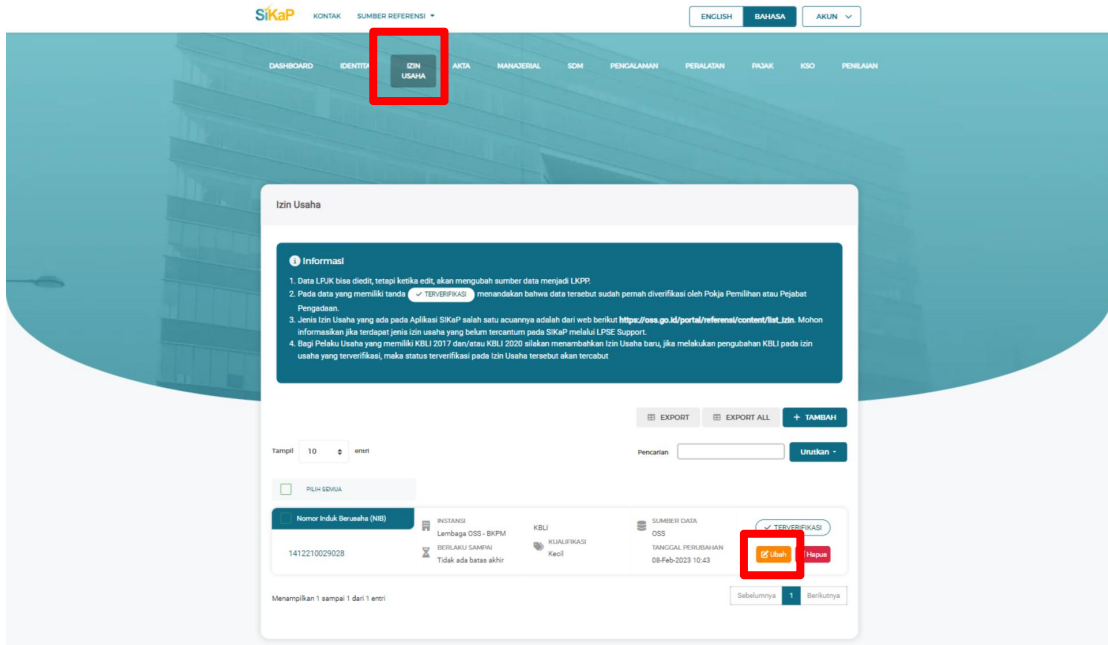 SiKaP KONTAK SUMBER REFERENSI ENGLISH BAHASA AKUN
DASHBOARD IDENTITA IZIN USAHA AKTA MANAJERIAL SDM PENGALAMAN PERALATAN PAJAK KSO PENILAIAN
Izin Usaha
Informasi
1. Data LPJK bisa diedit, tetapi ketika edit, akan mengubah sumber data menjadi LKPP.
2. Pada data yang memiliki tanda TERVERIFIKASI menandakan bahwa data tersebut sudah pernah diverifikasi oleh Pokja Pemilihan atau Pejabat
Pengadaan.
3. Jenis Izin Usaha yang ada pada Aplikasi SIKaP salah satu acuannya adalah dari web berikut https://oss.go.id/portal/referensi/content/list_izin. Mohon
informasikan jika terdapat jenis izin usaha yang belum tercantum pada SIKaP melalui LPSE Support.
4. Bagi Pelaku Usaha yang memiliki KBLI 2017 dan/atau KBLI 2020 silakan menambahkan Izin Usaha baru, jika melakukan pengubahan KBLI pada izin
usaha yang terverifikasi, maka status terverifikasi pada Izin Usaha tersebut akan tercabut
EXPORT EXPORT ALL + TAMBAH
Tampil 10 entri Pencarian Urutkan
PILIH SEMUA
Nomor Induk Berusaha (NIB)
1412210029028
INSTANSI
Lembaga OSS - BKPM
BERLAKU SAMPAI
Tidak ada batas akhir
KBLI
KUALIFIKASI
Kecil
SUMBER DATA
OSS
TANGGAL PERUBAHAN
08-Feb-2023 10:43
TERVERIFIKASI
Ubah Hapus
Menampilkan 1 sampai 1 dari 1 entri
Sebelumnya 1 Berikutnya